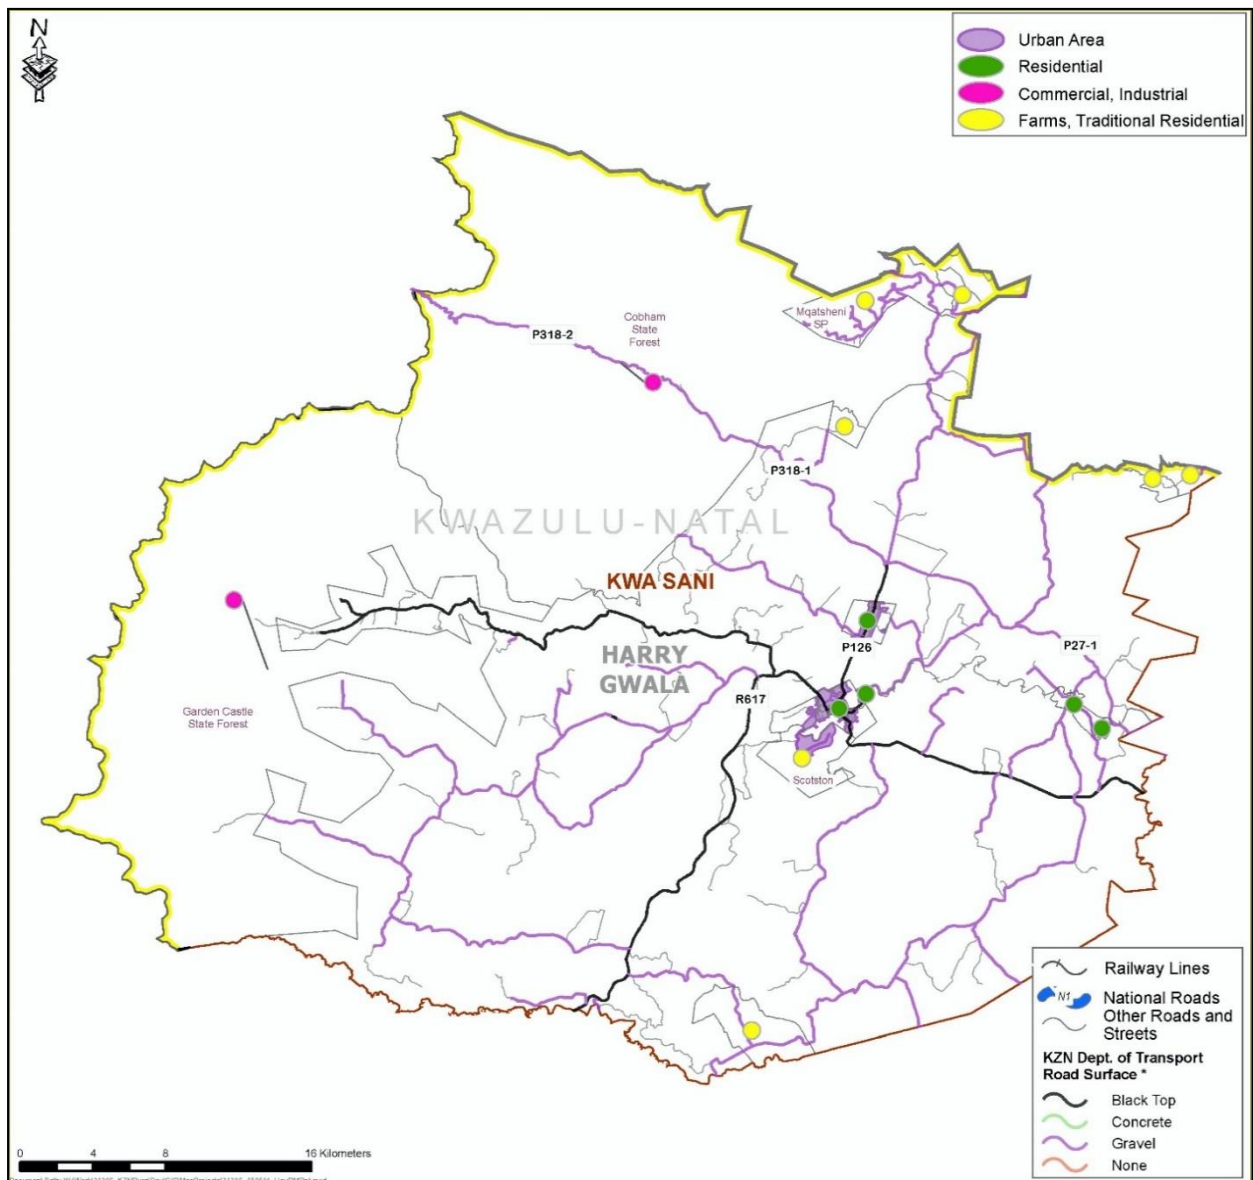 N
Urban Area
Residential
Commercial, Industrial
Farms, Traditional Residential
Cobham
State
Forest
Mqatsheni
SP
P318-2
P318-1
KWAZULU-NATAL
KWA SANI
HARRY
GWALA
P126
P27-1
R617
Garden Castle
State Forest
Scotston
Railway Lines
N1
National Roads
Other Roads and
Streets
KZN Dept. of Transport
Road Surface *
Black Top
Concrete
Gravel
None
0 4 8 16 Kilometers